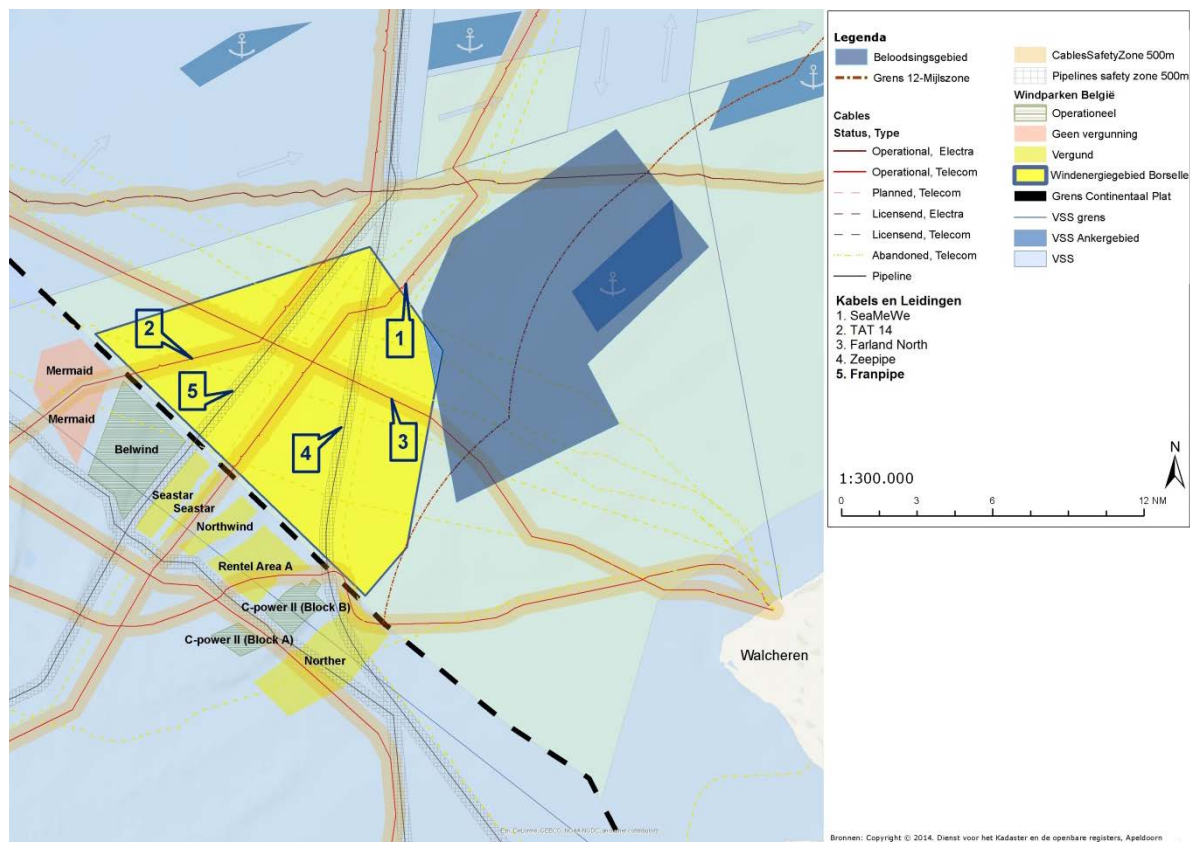 2
1
5
4
3
Mermaid
Mermaid
Belwind
Seastar
Seastar
Northwind
Rentel Area A
C-power II (Block B)
C-power II (Block A)
Norther
Walcheren
Legenda
Beloodsingsgebied
Grens 12-Mijlszone
Cables
Status, Type
Operational, Electra
Operational, Telecom
Planned, Telecom
Licensend, Electra
Licensend, Telecom
Abandoned, Telecom
Pipeline
CablesSafetyZone 500m
Pipelines safety zone 500m
Windparken België
Operationeel
Geen vergunning
Vergund
Windenergiegebied Borselle
Grens Continentaal Plat
VSS grens
VSS Ankergebied
VSS
Kabels en Leidingen
1. SeaMeWe
2. TAT 14
3. Farland North
4. Zeepipe
5. Franpipe
N
1:300.000
0 3 6 12 NM
Bronnen: Copyright © 2014. Dienst voor het Kadaster en de openbare registers, Apeldoorn